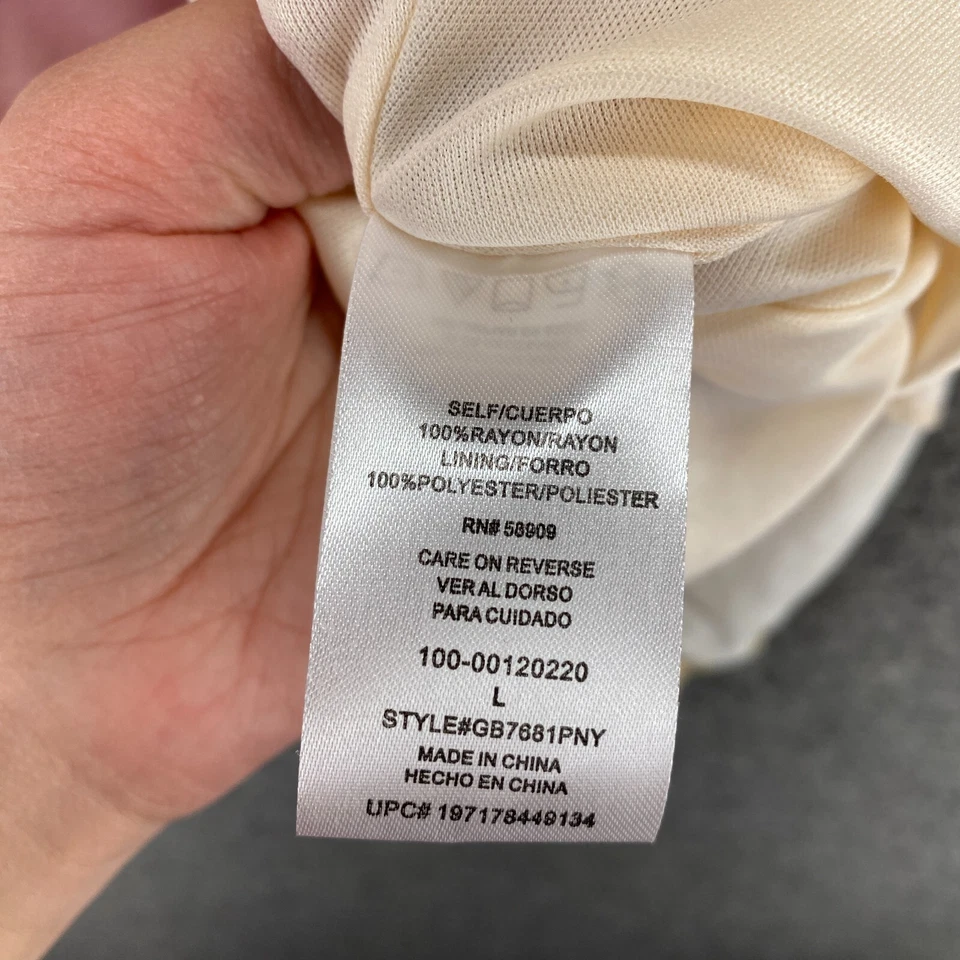 SELF/CUERPO
100%RAYON/RAYON
LINING/FORRO
100%POLYESTER/POLIESTER
RN# 58909
CARE ON REVERSE
VER AL DORSO
PARA CUIDADO
100-00120220
L
STYLE#GB7681PNY
MADE IN CHINA
HECHO EN CHINA
UPC# 197178449134